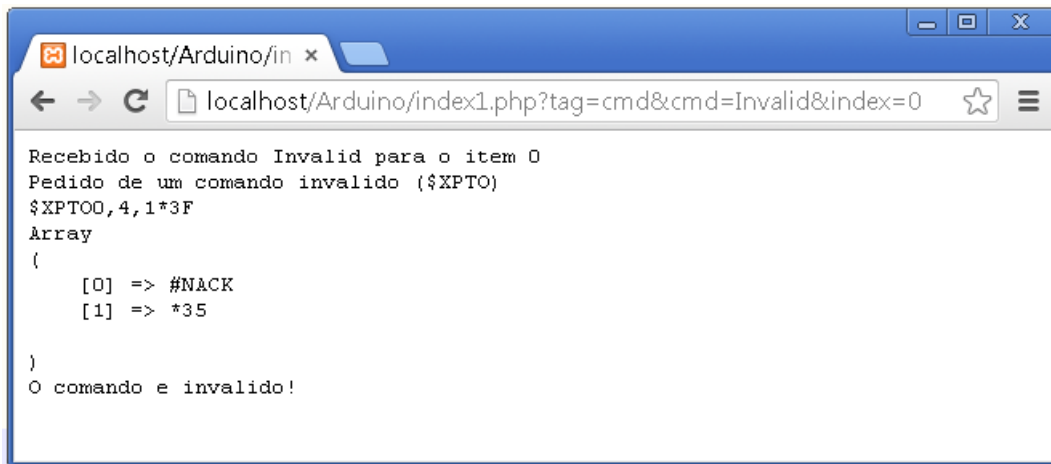 localhost/Arduino/in
localhost/Arduino/index1.php?tag=cmd&cmd=Invalid&index=0
Recebido o comando Invalid para o item 0
Pedido de um comando invalido ($XPTO)
$XPTO0,4,1*3F
Array
(
    [0] => #NACK
    [1] => *35
)
O comando e invalido!